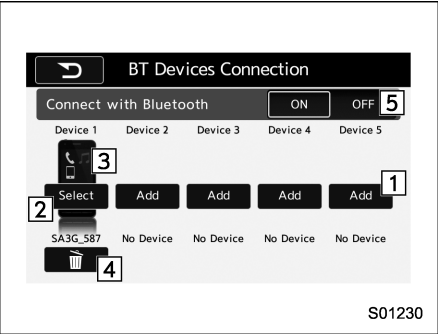 BT Devices Connection
Connect with Bluetooth ON OFF 5
Device 1 Device 2 Device 3 Device 4 Device 5
3
1
Select Add Add Add Add
2
SA3G_S87 No Device No Device No Device No Device
4
S01230